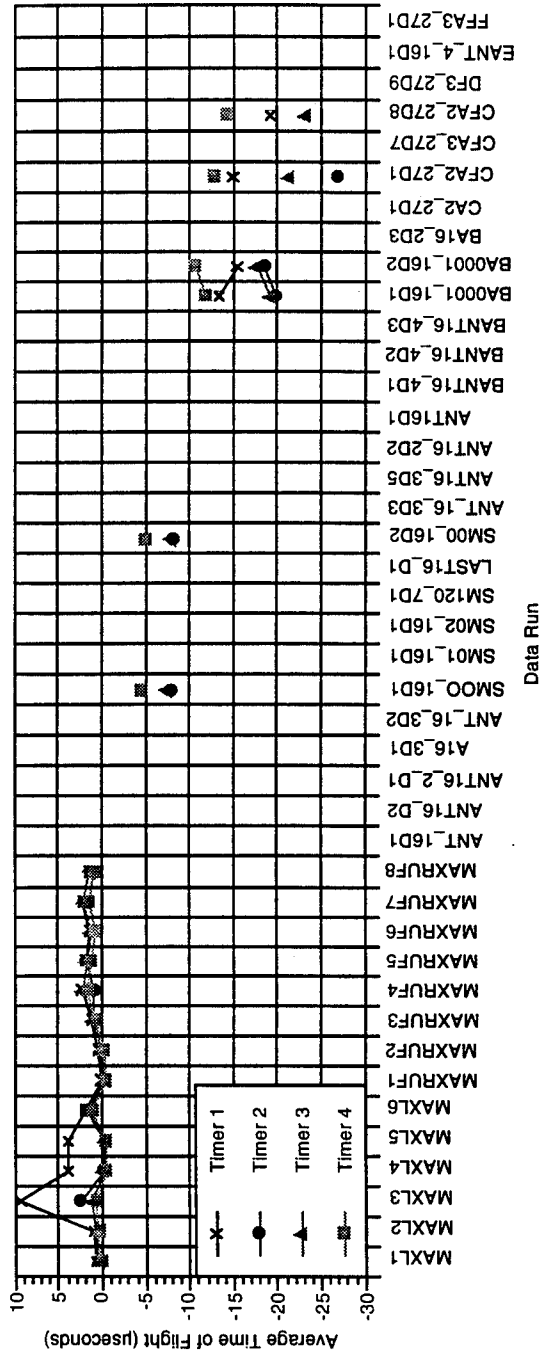 Average Time of Flight (µseconds)
10
5
0
-5
-10
-15
-20
-25
-30
Timer 1
Timer 2
Timer 3
Timer 4
MAXL1
MAXL2
MAXL3
MAXL4
MAXL5
MAXL6
MAXRUF1
MAXRUF2
MAXRUF3
MAXRUF4
MAXRUF5
MAXRUF6
MAXRUF7
MAXRUF8
ANT_16D1
ANT16_D2
ANT16_2_D1
A16_3D1
ANT_16_3D2
SMOO_16D1
SM01_16D1
SM02_16D1
SM120_7D1
LAST16_D1
SM00_16D2
ANT_16_3D3
ANT16_3D5
ANT16_2D2
ANT16D1
BANT16_4D1
BANT16_4D2
BANT16_4D3
BA0001_16D1
BA0001_16D2
BA16_2D3
CA2_27D1
CFA2_27D1
CFA3_27D7
CFA2_27D8
DF3_27D9
EANT_4_16D1
FFA3_27D1
Data Run